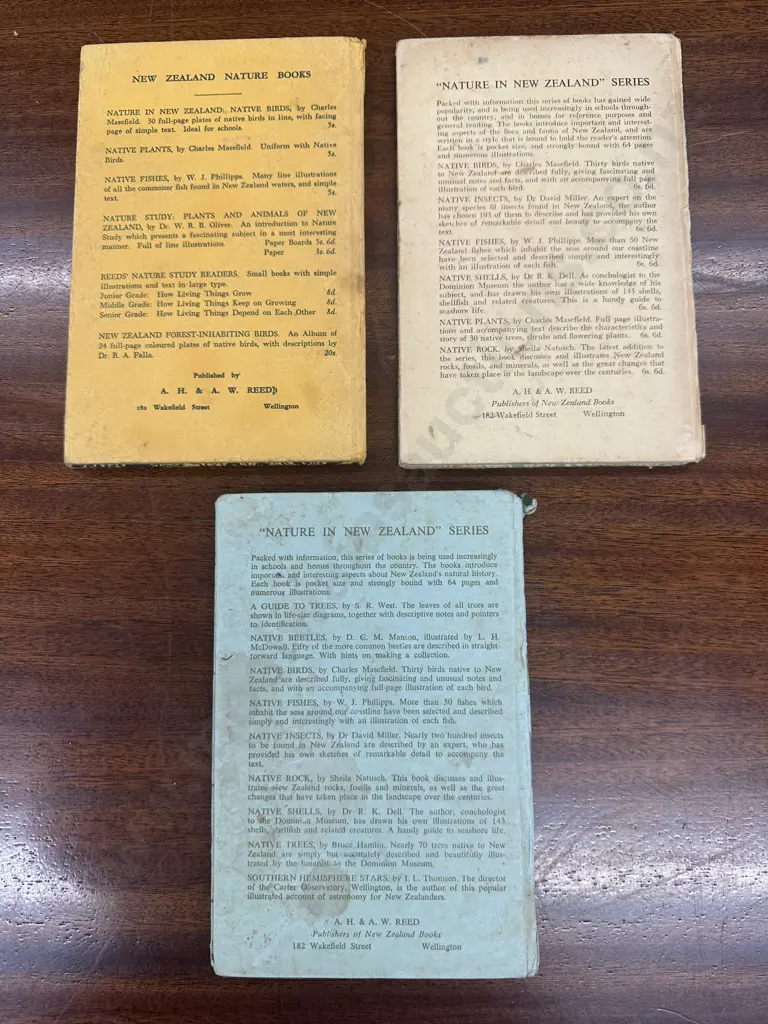 NEW ZEALAND NATURE BOOKS
NATURE IN NEW ZEALAND: NATIVE BIRDS, by Charles
Masefield. 30 full-page plates of native birds in line, with facing
page of simple text. Ideal for schools. 5s.
NATIVE PLANTS, by Charles Masefield. Uniform with Native
Birds. 5s.
NATIVE FISHES, by W. J. Phillipps. Many line illustrations
of all the commoner fish found in New Zealand waters, and simple
text. 5s.
NATURE STUDY: PLANTS AND ANIMALS OF NEW
ZEALAND, by Dr. W. R. B. Oliver. An introduction to Nature
Study which presents a fascinating subject in a most interesting
manner. Full of line illustrations. Paper Boards 5s. 6d.
Paper 3s. 6d.
REEDS' NATURE STUDY READERS. Small books with simple
illustrations and text in large type.
Junior Grade: How Living Things Grow 8d.
Middle Grade: How Living Things Keep on Growing 8d.
Senior Grade: How Living Things Depend on Each Other 8d.
NEW ZEALAND FOREST-INHABITING BIRDS. An Album of
24 full-page coloured plates of native birds, with descriptions by
Dr. R. A. Falla. 20s.
Published by
A. H. & A. W. REED
182 Wakefield Street Wellington
"NATURE IN NEW ZEALAND" SERIES
Packed with information this series of books has gained wide
popularity, and is being used increasingly in schools through-
out the country, and in homes for reference purposes and
general reading. The books introduce important and interest-
ing aspects of the flora and fauna of New Zealand, and are
written in a style that is bound to hold the reader's attention.
Each book is pocket size, and strongly bound with 64 pages
and numerous illustrations.
NATIVE BIRDS, by Charles Masefield. Thirty birds native
to New Zealand are described fully, giving fascinating and
unusual notes and facts, and with an accompanying full page
illustration of each bird. 6s. 6d.
NATIVE INSECTS, by Dr David Miller. An expert on the
many species of insects found in New Zealand, the author
has chosen 193 of them to describe and has provided his own
sketches of remarkable detail and beauty to accompany the
text. 6s. 6d.
NATIVE FISHES, by W. J. Phillipps. More than 50 New
Zealand fishes which inhabit the seas around our coastline
have been selected and described simply and interestingly
with an illustration of each fish. 6s. 6d.
NATIVE SHELLS, by Dr R. K. Dell. As conchologist to the
Dominion Museum the author has a wide knowledge of his
subject, and has drawn his own illustrations of 143 shells,
shellfish and related creatures. This is a handy guide to
seashore life. 6s. 6d.
NATIVE PLANTS, by Charles Masefield. Full page illustra-
tions and accompanying text describe the characteristics and
story of 30 native trees, shrubs and flowering plants. 6s. 6d.
NATIVE ROCK, by Sheila Natusch. The latest addition to
the series, this book discusses and illustrates New Zealand
rocks, fossils, and minerals, as well as the great changes that
have taken place in the landscape over the centuries. 6s. 6d.
A. H. & A. W. REED
Publishers of New Zealand Books
182 Wakefield Street Wellington
"NATURE IN NEW ZEALAND" SERIES
Packed with information, this series of books is being used increasingly
in schools and homes throughout the country. The books introduce
important and interesting aspects about New Zealand's natural history.
Each book is pocket size and strongly bound with 64 pages and
numerous illustrations.
A GUIDE TO TREES, by S. R. West. The leaves of all trees are
shown in life-size diagrams, together with descriptive notes and pointers
to identification.
NATIVE BEETLES, by D. C. M. Manson, illustrated by L. H.
McDowall. Fifty of the more common beetles are described in straight-
forward language. With hints on making a collection.
NATIVE BIRDS, by Charles Masefield. Thirty birds native to New
Zealand are described fully, giving fascinating and unusual notes and
facts, and with an accompanying full-page illustration of each bird.
NATIVE FISHES, by W. J. Phillipps. More than 50 fishes which
inhabit the seas around our coastline have been selected and described
simply and interestingly with an illustration of each fish.
NATIVE INSECTS, by Dr David Miller. Nearly two hundred insects
to be found in New Zealand are described by an expert, who has
provided his own sketches of remarkable detail to accompany the
text.
NATIVE ROCK, by Sheila Natusch. This book discusses and illus-
trates New Zealand rocks, fossils and minerals, as well as the great
changes that have taken place in the landscape over the centuries.
NATIVE SHELLS, by Dr R. K. Dell. The author, conchologist
to the Dominion Museum, has drawn his own illustrations of 143
shells, shellfish and related creatures. A handy guide to seashore life.
NATIVE TREES, by Bruce Hamlin. Nearly 70 trees native to New
Zealand are simply but accurately described and beautifully illus-
trated by the botanist to the Dominion Museum.
SOUTHERN HEMISPHERE STARS, by I. L. Thomsen. The director
of the Carter Observatory, Wellington, is the author of this popular
illustrated account of astronomy for New Zealanders.
A. H. & A. W. REED
Publishers of New Zealand Books
182 Wakefield Street Wellington